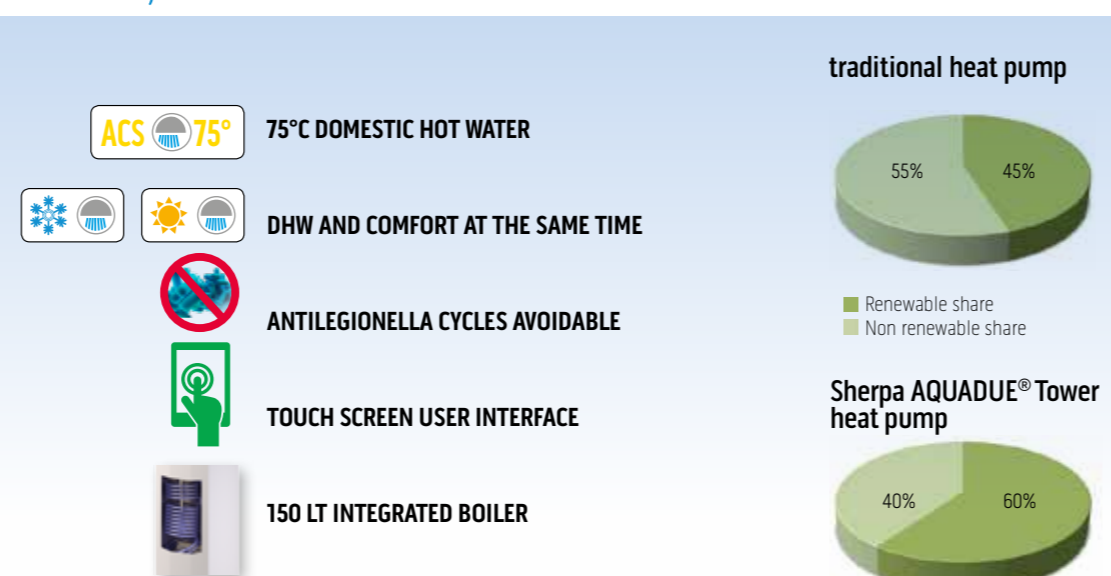 ACS 75°
75°C DOMESTIC HOT WATER
DHW AND COMFORT AT THE SAME TIME
ANTILEGIONELLA CYCLES AVOIDABLE
TOUCH SCREEN USER INTERFACE
150 LT INTEGRATED BOILER
traditional heat pump
55%
45%
Renewable share
Non renewable share
Sherpa AQUADUE® Tower
heat pump
40%
60%